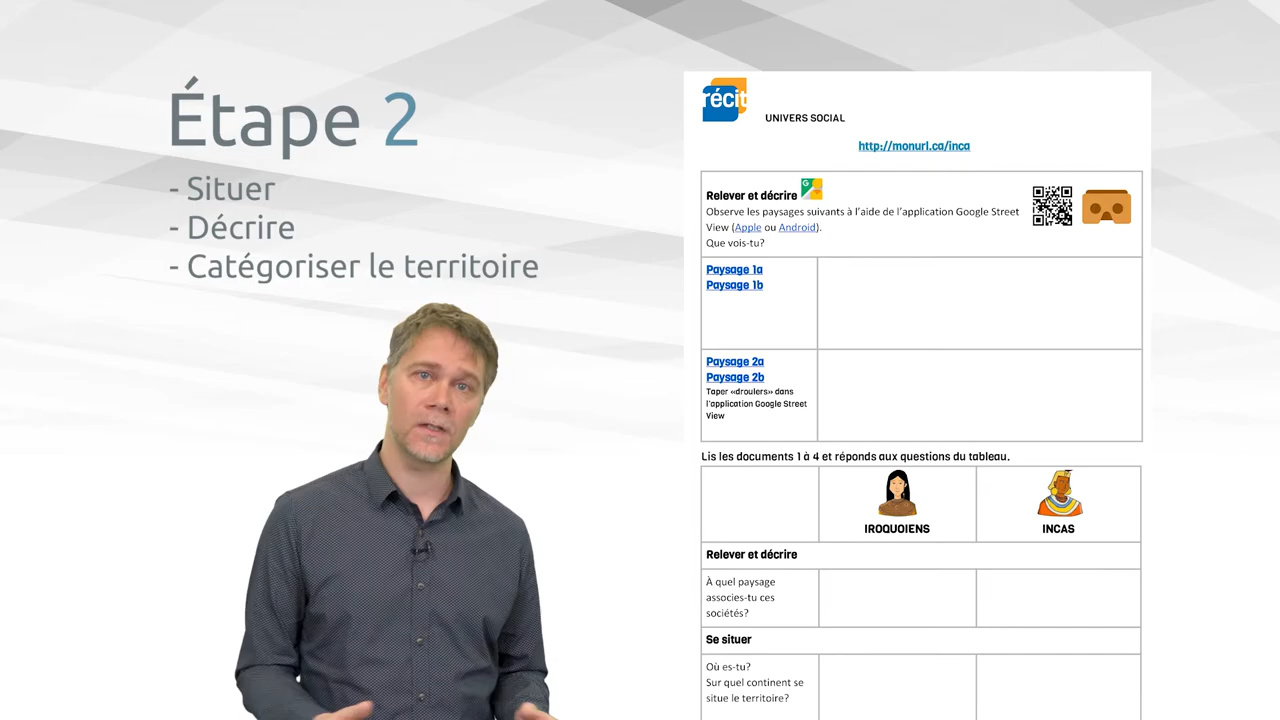 Étape 2
- Situer
- Décrire
- Catégoriser le territoire
récit
UNIVERS SOCIAL
http://monurl.ca/inca
Relever et décrire
Observe les paysages suivants à l'aide de l'application Google Street
View (Apple ou Android).
Que vois-tu?
Paysage 1a
Paysage 1b
Paysage 2a
Paysage 2b
Taper «droulers» dans
l'application Google Street
View
Lis les documents 1 à 4 et réponds aux questions du tableau.
IROQUOIENS
INCAS
Relever et décrire
À quel paysage
associes-tu ces
sociétés?
Se situer
Où es-tu?
Sur quel continent se
situe le territoire?